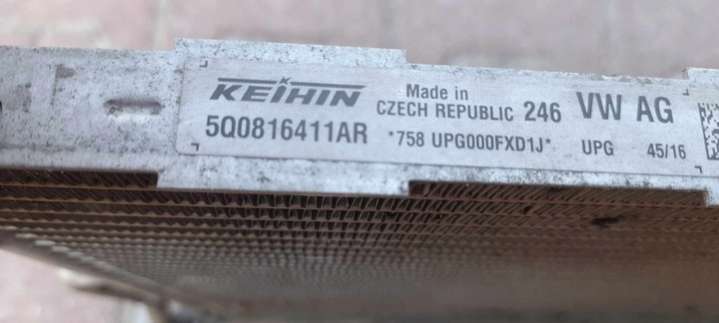 KEIHIN Made in
CZECH REPUBLIC 246 VW AG
5Q0816411AR *758 UPG000FXD1J* UPG 45/16